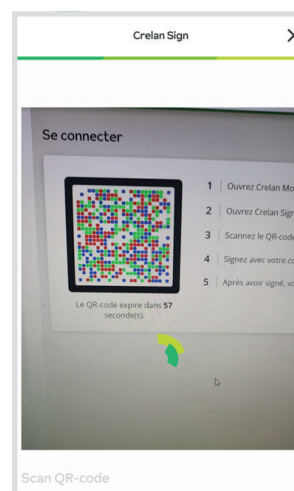 Crelan Sign
Se connecter
1 Ouvrez Crelan Mo
2 Ouvrez Crelan Sign
3 Scannez le QR-code
4 Signez avec votre co
5 Après avoir signé, vo
Le QR-code expire dans 57
seconde(s).
Scan QR-code